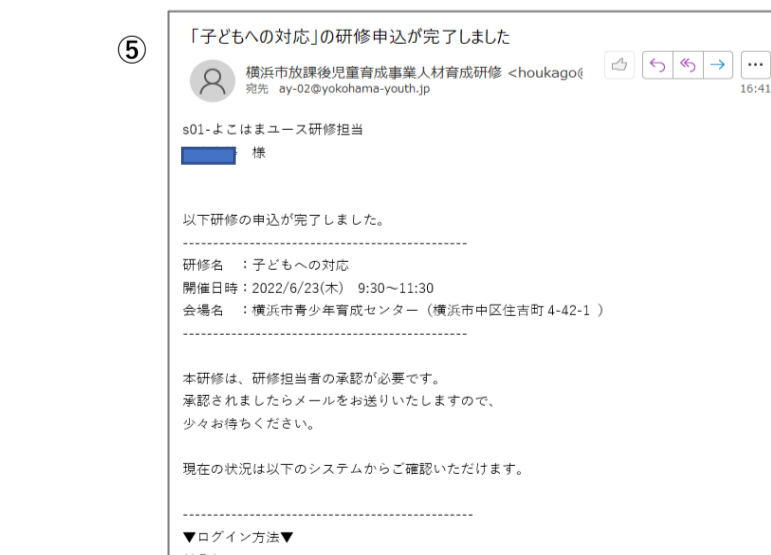 ⑤
「子どもへの対応」の研修申込が完了しました
横浜市放課後児童育成事業人材育成研修 <houkago@
宛先 ay-02@yokohama-youth.jp
16:41
s01-よこはまユース研修担当
様
以下研修の申込が完了しました。
-----------------------------------------------
研修名 ：子どもへの対応
開催日時：2022/6/23(木) 9:30～11:30
会場名 ：横浜市青少年育成センター（横浜市中区住吉町 4-42-1 ）
-----------------------------------------------
本研修は、研修担当者の承認が必要です。
承認されましたらメールをお送りいたしますので、
少々お待ちください。
現在の状況は以下のシステムからご確認いただけます。
------------------------------------------------
▼ログイン方法▼